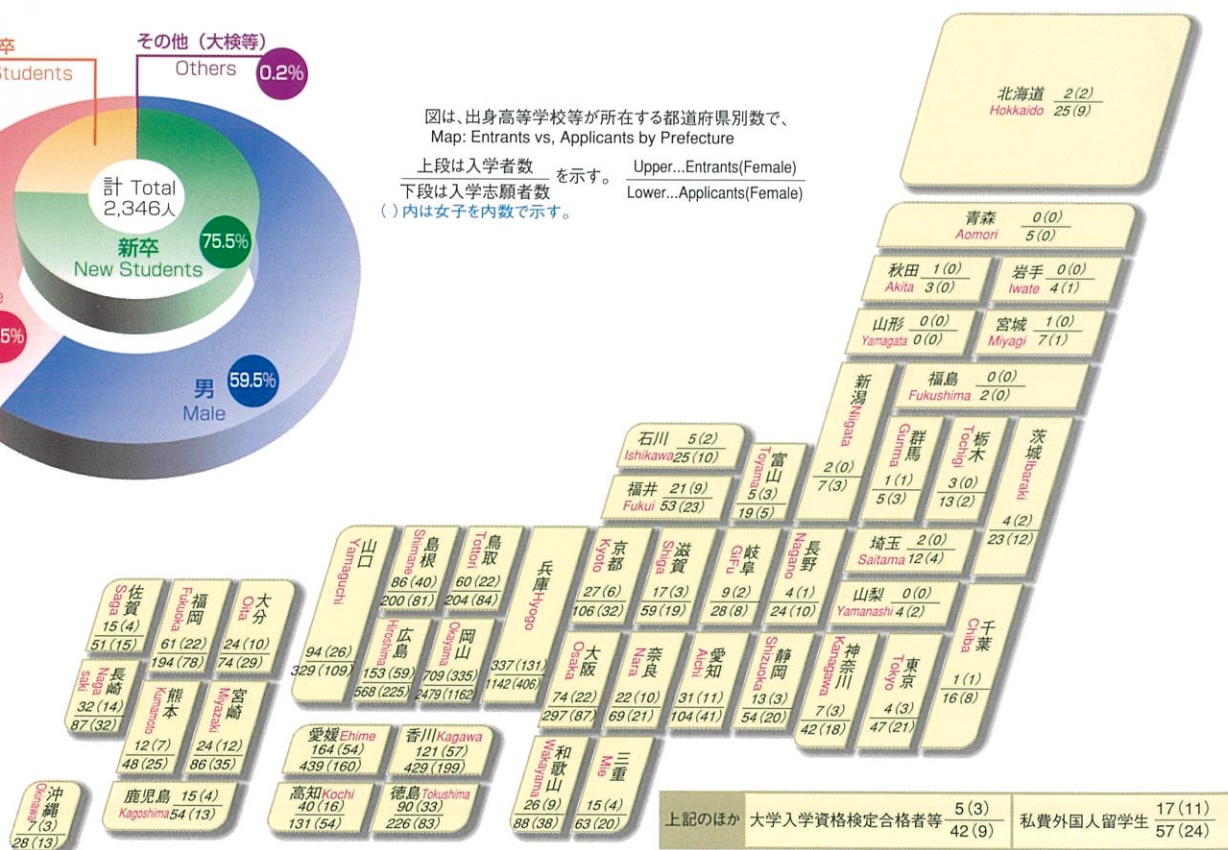 卒
Students
その他（大検等）
Others
0.2%
計 Total
2,346人
新卒
New Students
75.5%
5%
男
Male
59.5%
図は、出身高等学校等が所在する都道府県別数で、
Map: Entrants vs, Applicants by Prefecture
上段は入学者数
下段は入学志願者数
を示す。
Upper...Entrants(Female)
Lower...Applicants(Female)
( )内は女子を内数で示す。
北海道 2(2)
Hokkaido 25(9)
青森 0(0)
Aomori 5(0)
秋田 1(0)
Akita 3(0)
岩手 0(0)
Iwate 4(1)
山形 0(0)
Yamagata 0(0)
宮城 1(0)
Miyagi 7(1)
新潟 Niigata
2(0)
7(3)
福島 0(0)
Fukushima 2(0)
群馬 Gunma
1(1)
5(3)
栃木 Tochigi
3(0)
13(2)
茨城 Ibaraki
4(2)
23(12)
石川 5(2)
Ishikawa 25(10)
福井 21(9)
Fukui 53(23)
富山 Toyama
5(3)
19(5)
埼玉 2(0)
Saitama 12(4)
山梨 0(0)
Yamanashi 4(2)
千葉 Chiba
1(1)
16(8)
山口 Yamaguchi
94(26)
329(109)
島根 Shimane
86(40)
200(81)
鳥取 Tottori
60(22)
204(84)
兵庫 Hyogo
337(131)
1142(406)
京都 Kyoto
27(6)
106(32)
滋賀 Shiga
17(3)
59(19)
岐阜 GiFu
9(2)
28(8)
長野 Nagano
4(1)
24(10)
広島 Hiroshima
153(59)
568(225)
岡山 Okayama
709(335)
2479(1162)
大阪 Osaka
74(22)
297(87)
奈良 Nara
22(10)
69(21)
愛知 Aichi
31(11)
104(41)
静岡 Shizuoka
13(3)
54(20)
神奈川 Kanagawa
7(3)
42(18)
東京 Tokyo
4(3)
47(21)
佐賀 Saga
15(4)
51(15)
福岡 Fukuoka
61(22)
194(78)
大分 Oita
24(10)
74(29)
長崎 Nagasaki
32(14)
87(32)
熊本 Kumamoto
12(7)
48(25)
宮崎 Miyazaki
24(12)
86(35)
鹿児島 15(4)
Kagoshima 54(13)
沖縄 Okinawa
7(3)
28(13)
愛媛 Ehime
164(54)
439(160)
香川 Kagawa
121(57)
429(199)
高知 Kochi
40(16)
131(54)
徳島 Tokushima
90(33)
226(83)
和歌山 Wakayama
26(9)
88(38)
三重 Mie
15(4)
63(20)
上記のほか 大学入学資格検定合格者等 5(3)
42(9)
私費外国人留学生 17(11)
57(24)